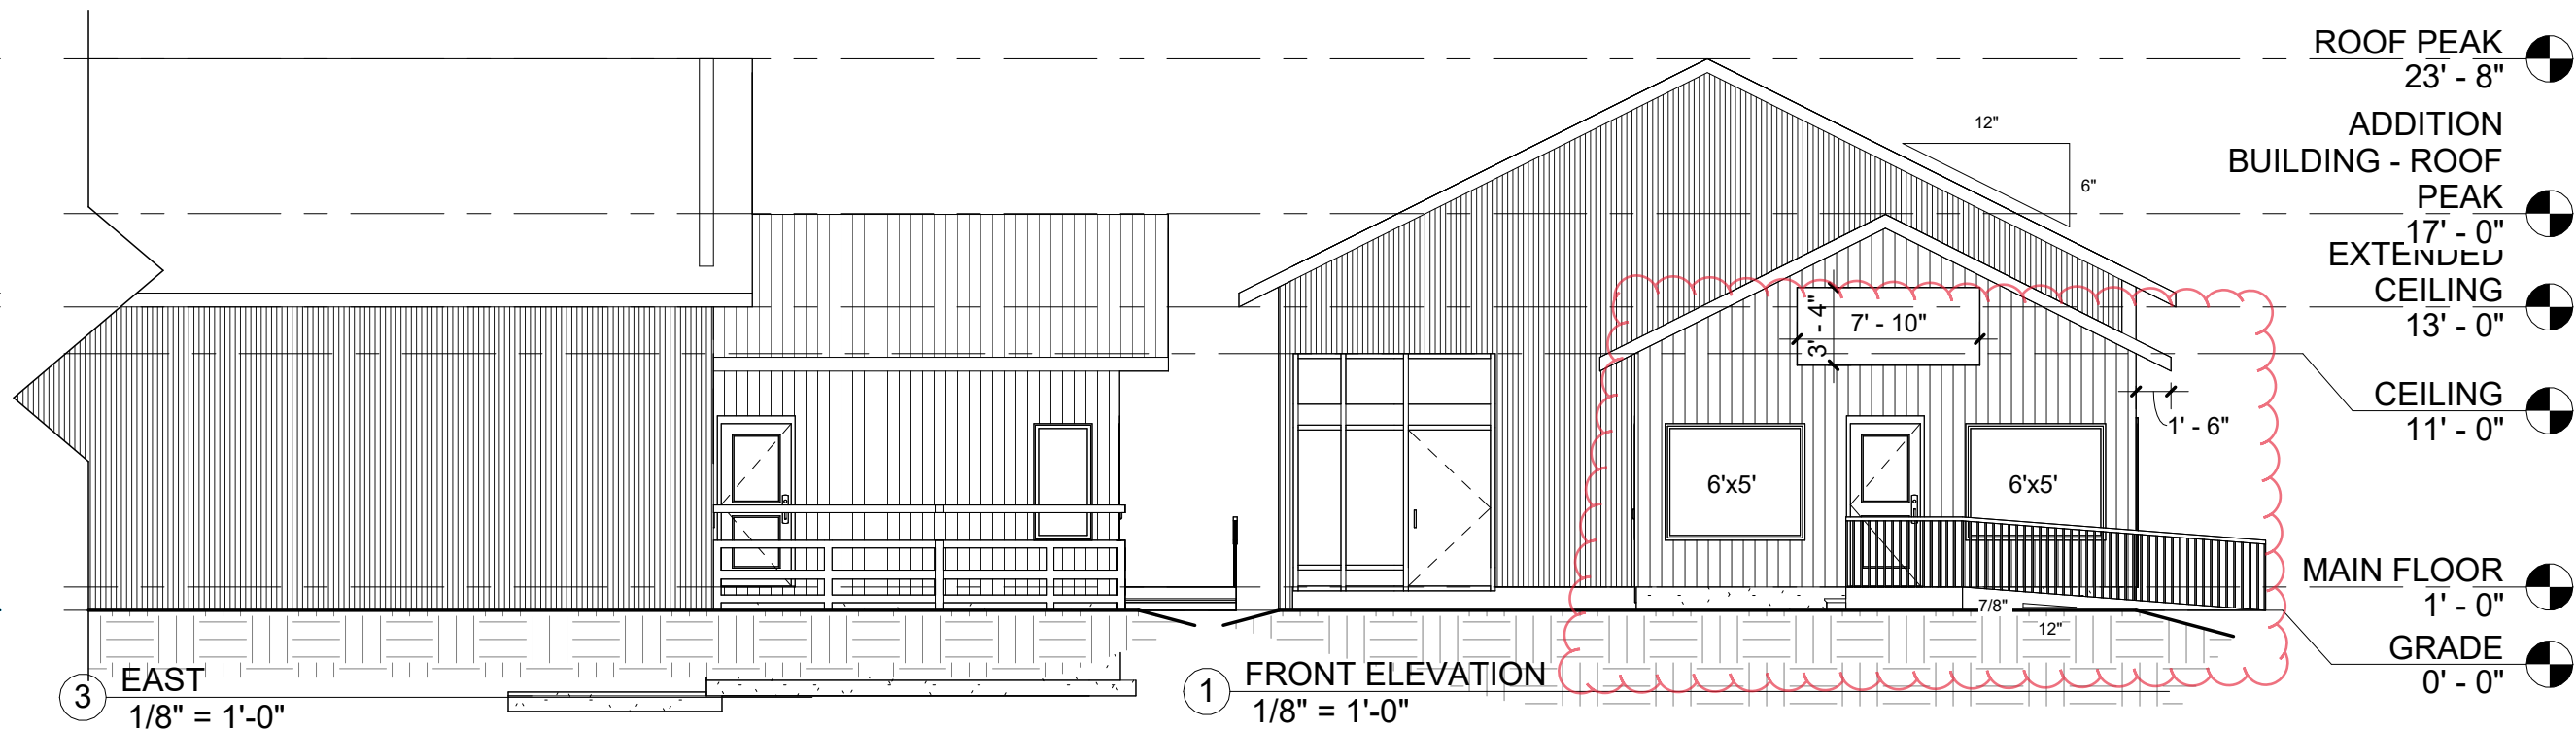 ROOF PEAK
23' - 8"
ADDITION
BUILDING - ROOF
PEAK
17' - 0"
EXTENDED
CEILING
13' - 0"
CEILING
11' - 0"
MAIN FLOOR
1' - 0"
GRADE
0' - 0"
12"
6"
3' - 4"
7' - 10"
1' - 6"
6'x5'
6'x5'
7/8"
12"
3
EAST
1/8" = 1'-0"
1
FRONT ELEVATION
1/8" = 1'-0"